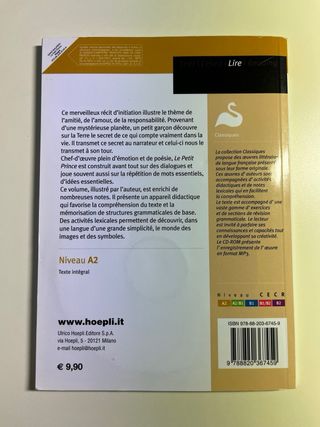 Lire
Classiques
Ce merveilleux récit d'initiation illustre le thème de
l'amitié, de l'amour, de la responsabilité. Provenant
d'une mystérieuse planète, un petit garçon découvre
sur la Terre le secret de ce qui compte vraiment dans la
vie. Il transmet ce secret au narrateur et celui-ci nous le
transmet à son tour.
Chef-d'œuvre plein d'émotion et de poésie, Le Petit
Prince est construit avant tout sur des dialogues et
joue souvent aussi sur la répétition de mots essentiels,
d'idées essentielles.
Ce volume, illustré par l'auteur, est enrichi de
nombreuses notes. Il présente un appareil didactique
qui favorise la compréhension du texte et la
mémorisation de structures grammaticales de base.
Des activités lexicales permettent de découvrir, dans
une langue d'une grande simplicité, le monde des
images et des symboles.
Niveau A2
Texte intégral
La collection Classiques
propose des œuvres littéraires
de langue française présentées
sous leur forme originale.
Ces œuvres d'auteur sont
accompagnées d'activités
didactiques et de notes
lexicales qui en facilitent
la compréhension.
Le texte est accompagné d'une
vaste gamme d'exercices
et de sections de révision
grammaticale. Le lecteur
est invité à parfaire ses
connaissances et capacités tout
en développant sa créativité.
Le CD-ROM présente
l'enregistrement de l'œuvre
en format MP3.
Niveau CECR
A2 B1 B1/B2 B2
www.hoepli.it
Ulrico Hoepli Editore S.p.A.
via Hoepli, 5 - 20121 Milano
e-mail hoepli@hoepli.it
€ 9,90
ISBN 978-88-203-6745-9
9 788820 367459